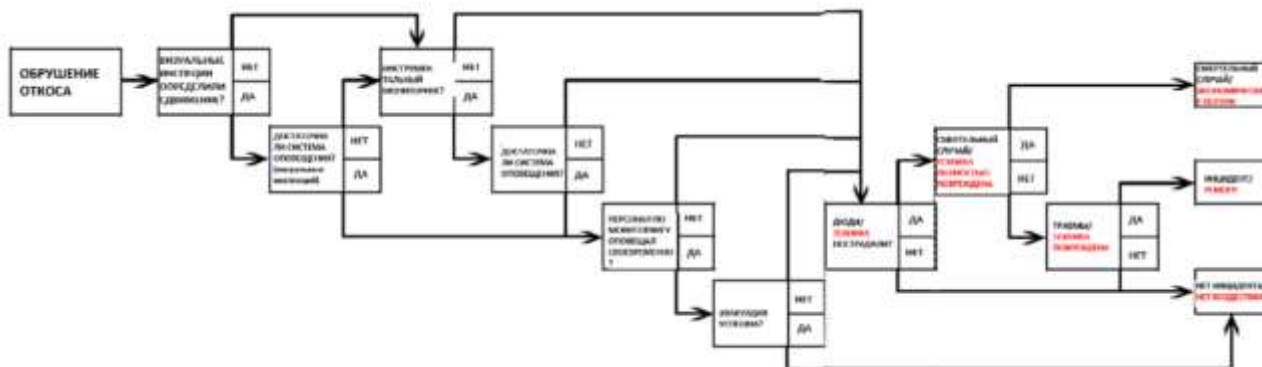 ОБРУШЕНИЕ
ОТКОСА
ВИЗУАЛЬНЫЕ
ИНСПЕКЦИИ
ОПРЕДЕЛИЛИ
СДВИЖЕНИЕ?
НЕТ
ДА
ДОСТАТОЧНА
ЛИ СИСТЕМА
ОПОВЕЩЕНИЯ?
НЕТ
ДА
ИНСТРУМЕН
ТАЛЬНЫЙ
МОНИТОРИНГ?
НЕТ
ДА
ДОСТАТОЧНА
ЛИ СИСТЕМА
ОПОВЕЩЕНИЯ?
НЕТ
ДА
ПЕРСОНАЛ ПО
МОНИТОРИНГУ
ОПОВЕЩАЛ
?
НЕТ
ДА
ЭВАКУАЦИЯ
УСПЕШНА?
НЕТ
ДА
ЛЮДИ/
ТЕХНИКА
ПОСТРАДАЛИ?
ДА
НЕТ
СМЕРТЕЛЬНЫЙ
СЛУЧАЙ/
ТЕХНИКА
ПОЛНОСТЬЮ
ПОВРЕЖДЕНА
ДА
НЕТ
ТРАВМЫ/
ТЕХНИКА
ПОВРЕЖДЕНА
ДА
НЕТ
СМЕРТЕЛЬНЫЙ
СЛУЧАЙ/
ИНЦИДЕНТ/
РЕМОНТ
НЕТ ИНЦИДЕНТА/